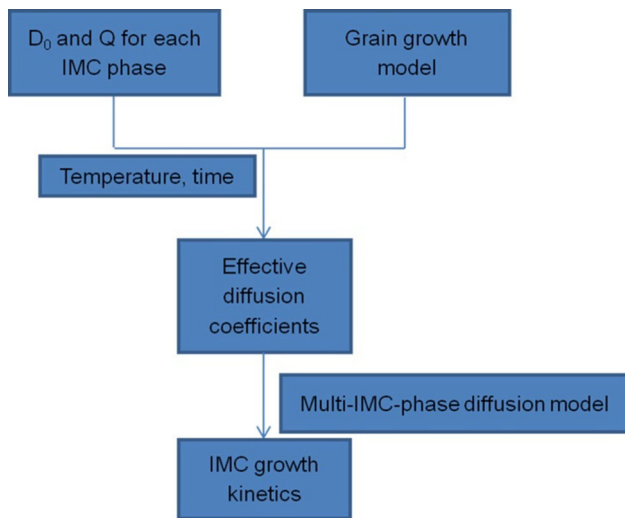 D₀ and Q for each
IMC phase
Grain growth
model
Temperature, time
Effective
diffusion
coefficients
Multi-IMC-phase diffusion model
IMC growth
kinetics